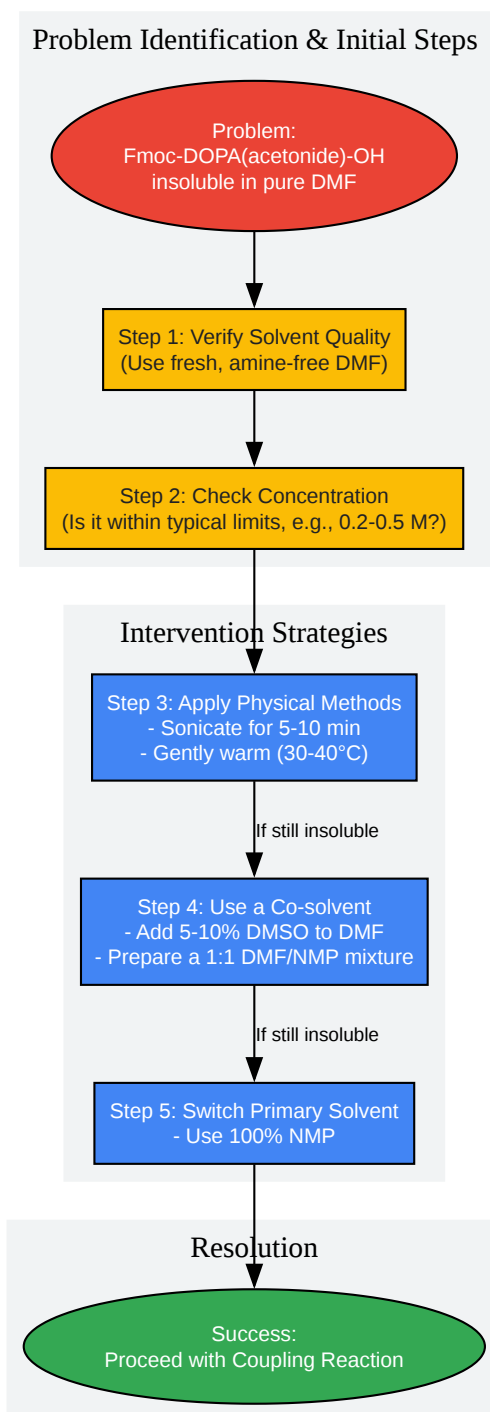 Problem Identification & Initial Steps
Problem:
Fmoc-DOPA(acetonide)-OH
insoluble in pure DMF
Step 1: Verify Solvent Quality
(Use fresh, amine-free DMF)
Step 2: Check Concentration
(Is it within typical limits, e.g., 0.2-0.5 M?)
Intervention Strategies
Step 3: Apply Physical Methods
- Sonicate for 5-10 min
- Gently warm (30-40°C)
If still insoluble
Step 4: Use a Co-solvent
- Add 5-10% DMSO to DMF
- Prepare a 1:1 DMF/NMP mixture
If still insoluble
Step 5: Switch Primary Solvent
- Use 100% NMP
Resolution
Success:
Proceed with Coupling Reaction